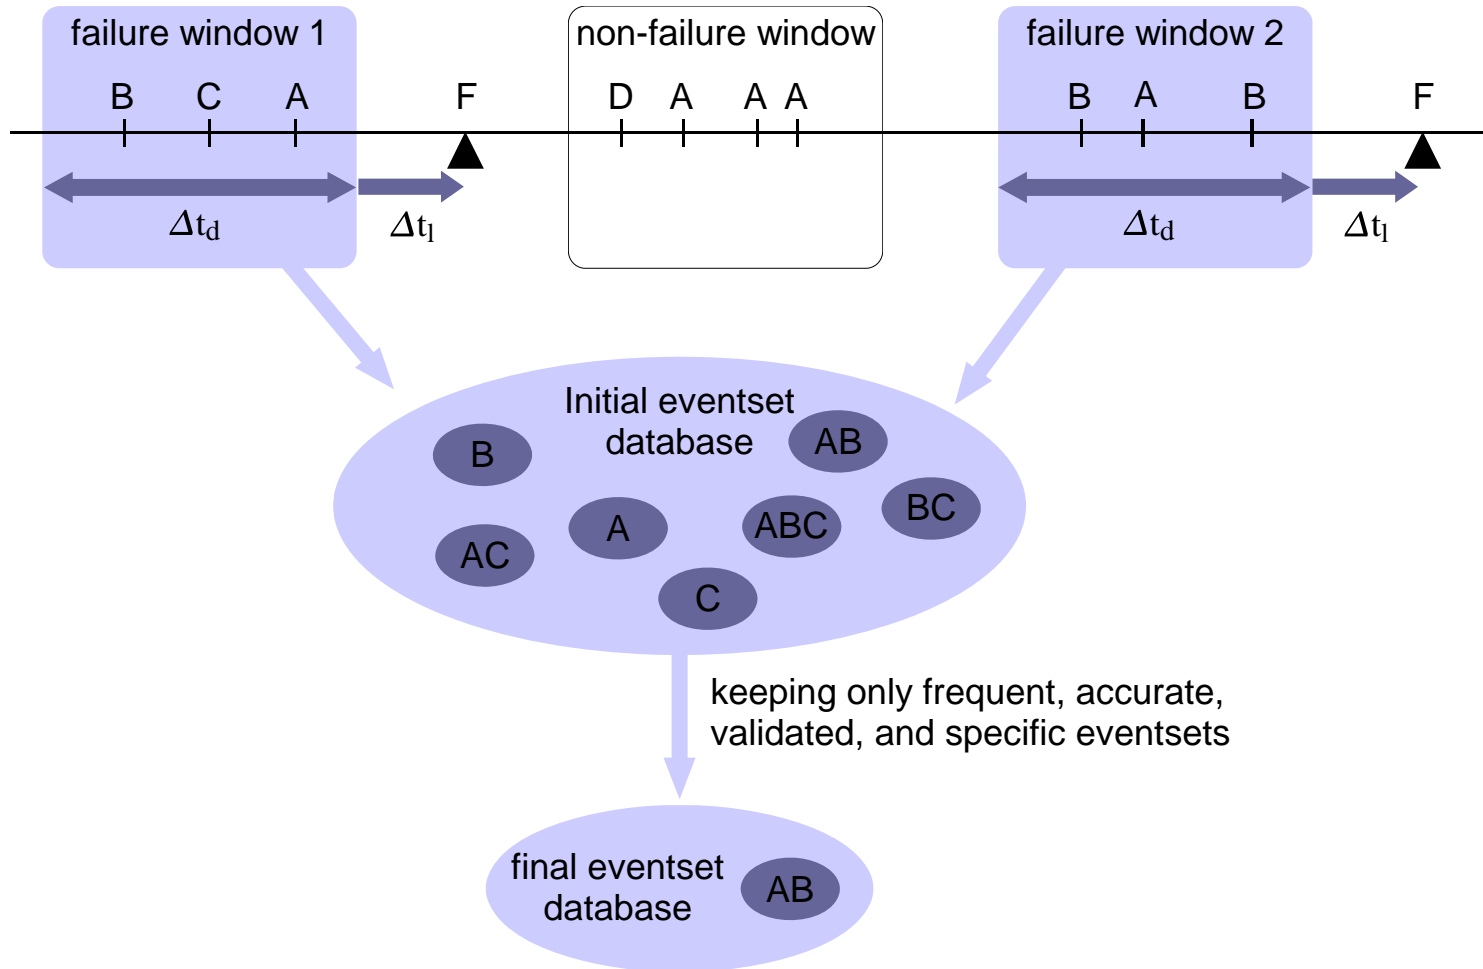 failure window 1
non-failure window
failure window 2
B C A F D A A A B A B F
Δtd Δtl Δtd Δtl
Initial eventset
database
B
AB
AC
A
ABC
BC
C
keeping only frequent, accurate,
validated, and specific eventsets
final eventset
database
AB